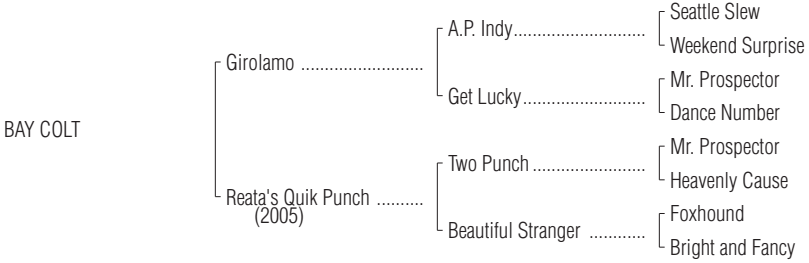 Seattle Slew
A.P. Indy..............................
Weekend Surprise
Girolamo ............................
Mr. Prospector
Get Lucky............................
Dance Number
BAY COLT
Mr. Prospector
Two Punch ..........................
Heavenly Cause
Reata's Quik Punch ..........
(2005)
Foxhound
Beautiful Stranger .............
Bright and Fancy